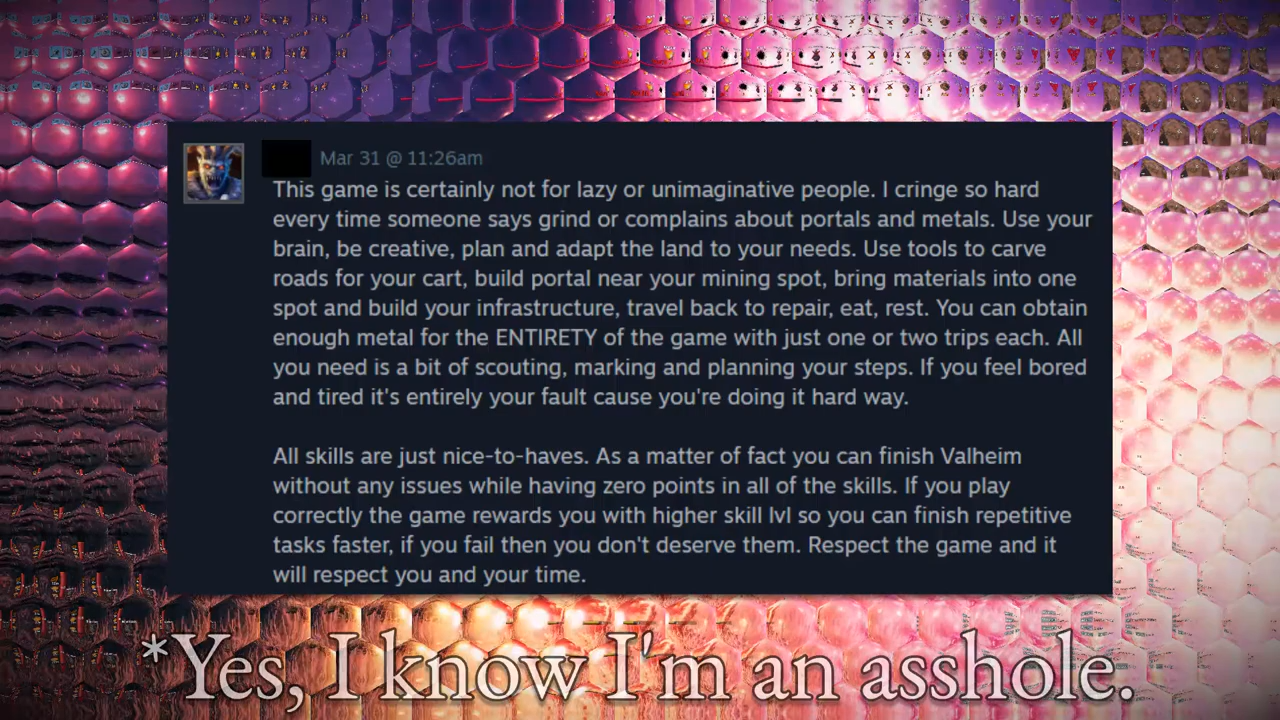 Mar 31 @ 11:26am
This game is certainly not for lazy or unimaginative people. I cringe so hard
every time someone says grind or complains about portals and metals. Use your
brain, be creative, plan and adapt the land to your needs. Use tools to carve
roads for your cart, build portal near your mining spot, bring materials into one
spot and build your infrastructure, travel back to repair, eat, rest. You can obtain
enough metal for the ENTIRETY of the game with just one or two trips each. All
you need is a bit of scouting, marking and planning your steps. If you feel bored
and tired it's entirely your fault cause you're doing it hard way.
All skills are just nice-to-haves. As a matter of fact you can finish Valheim
without any issues while having zero points in all of the skills. If you play
correctly the game rewards you with higher skill lvl so you can finish repetitive
tasks faster, if you fail then you don't deserve them. Respect the game and it
will respect you and your time.
*Yes, I know I'm an asshole.